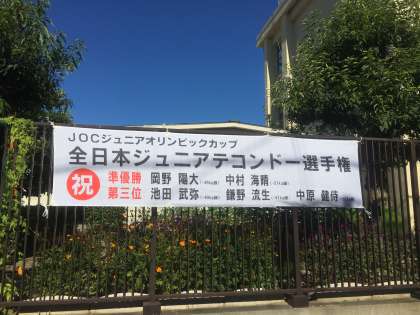 JOCジュニアオリンピックカップ
全日本ジュニアテコンドー選手権
祝
準優勝 岡野 陽大 中村 海晴
第三位 池田 武弥 鎌野 流生 中原 健侍